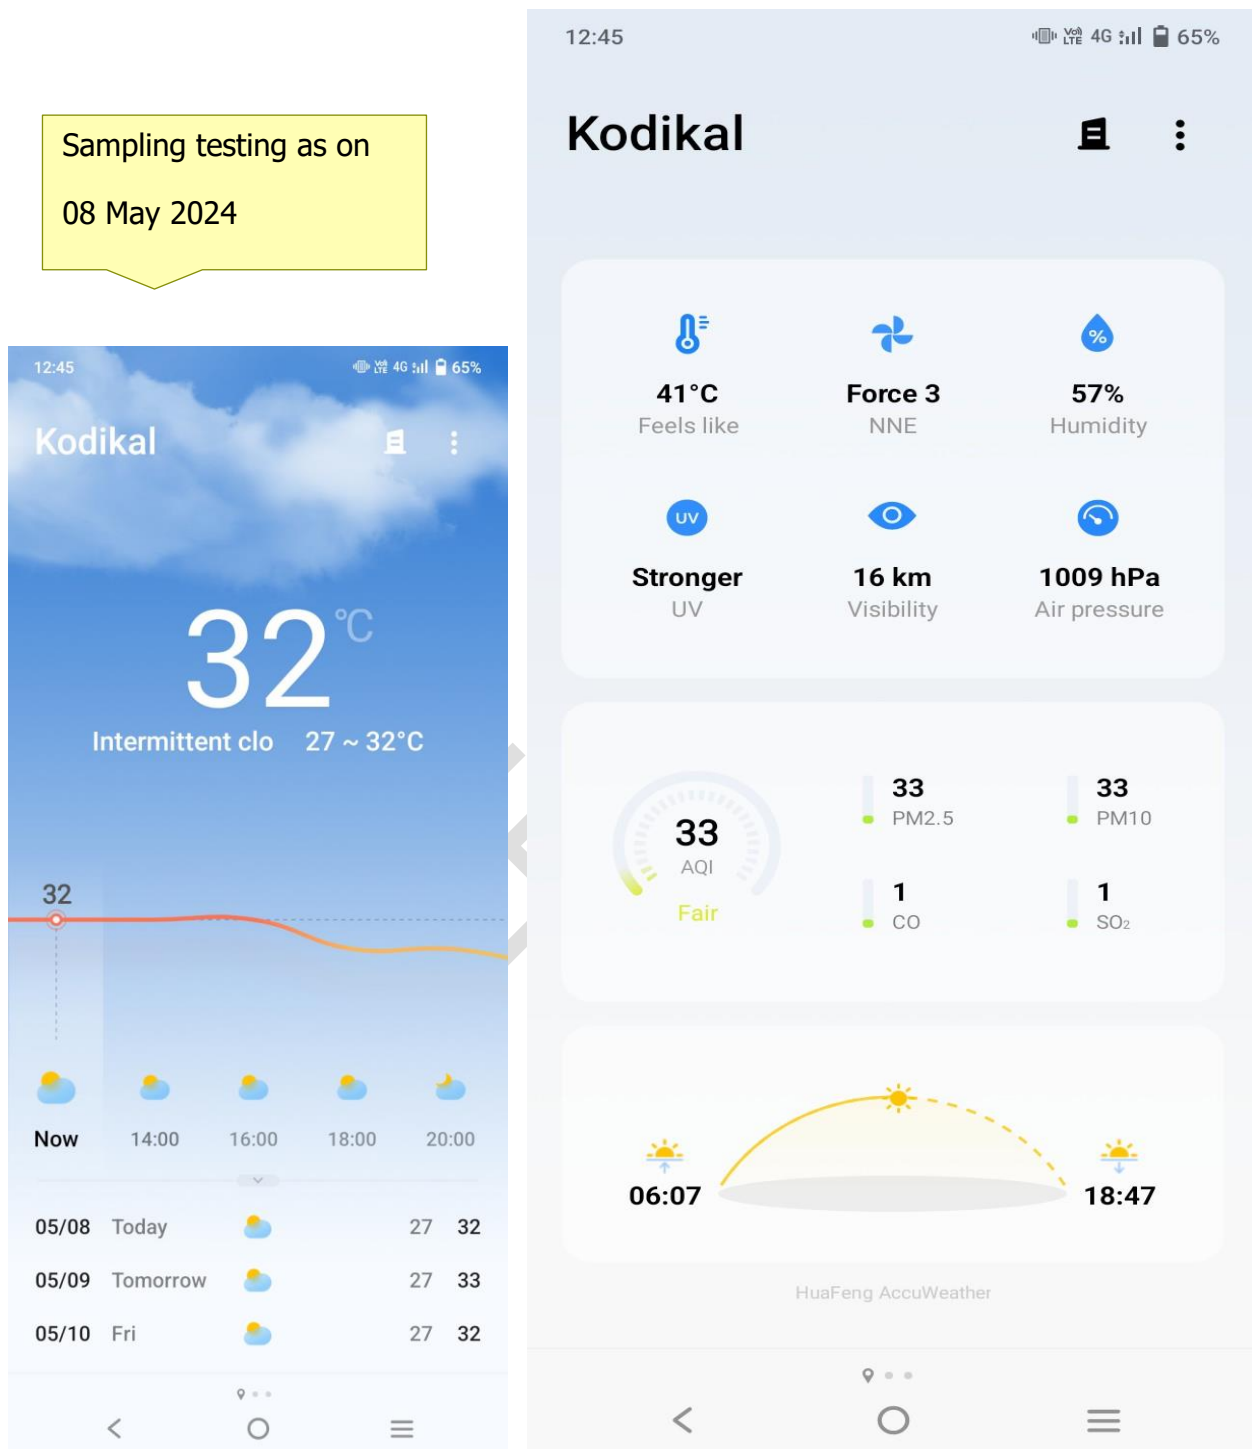 Sampling testing as on
08 May 2024
12:45
VoD LTE 4G 65%
Kodikal
32°C
Intermittent clo 27 ~ 32°C
32
Now 14:00 16:00 18:00 20:00
05/08 Today 27 32
05/09 Tomorrow 27 33
05/10 Fri 27 32
12:45
VoD LTE 4G 65%
Kodikal
41°C Force 3 57%
Feels like NNE Humidity
UV
Stronger 16 km 1009 hPa
UV Visibility Air pressure
33
AQI
Fair
33 33
PM2.5 PM10
1 1
CO SO₂
06:07 18:47
HuaFeng AccuWeather